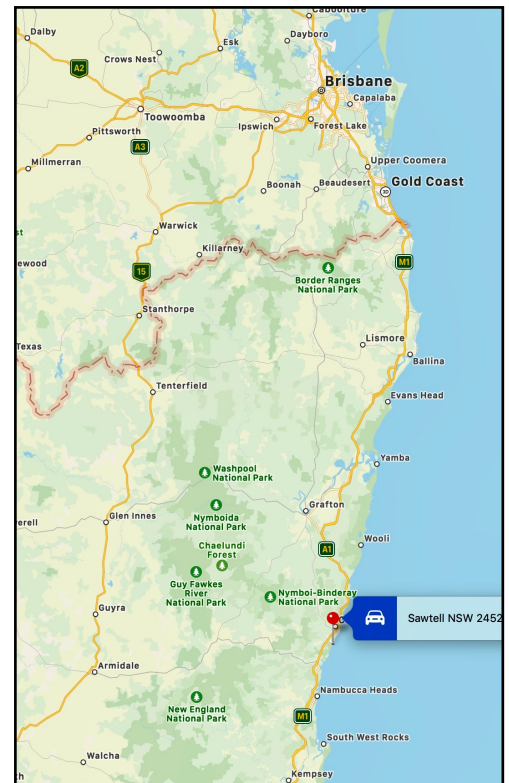 Caboolture
Dalby
Esk
Dayboro
Crows Nest
A2
Brisbane
Capalaba
Toowoomba
Ipswich
Forest Lake
Pittsworth
A3
Millmerran
Upper Coomera
Boonah
Beaudesert
Gold Coast
Warwick
st
Killarney
ewood
M1
15
Border Ranges
National Park
Stanthorpe
Texas
Lismore
Ballina
Tenterfield
Evans Head
Yamba
Washpool
National Park
Nymboida
National Park
Grafton
erell
Glen Innes
Wooli
Chaelundi
Forest
A1
Guy Fawkes
River
National Park
Nymboi-Binderay
National Park
Guyra
Sawtell NSW 2452
Armidale
Nambucca Heads
New England
National Park
M1
South West Rocks
Walcha
Kempsey
h